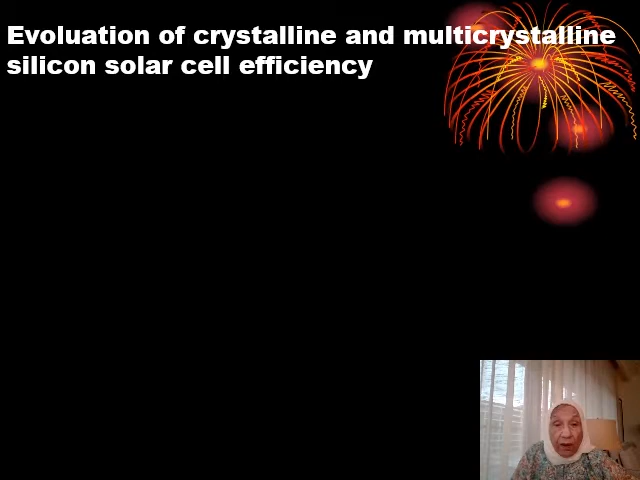 Evoluation of crystalline and multicrystalline
silicon solar cell efficiency